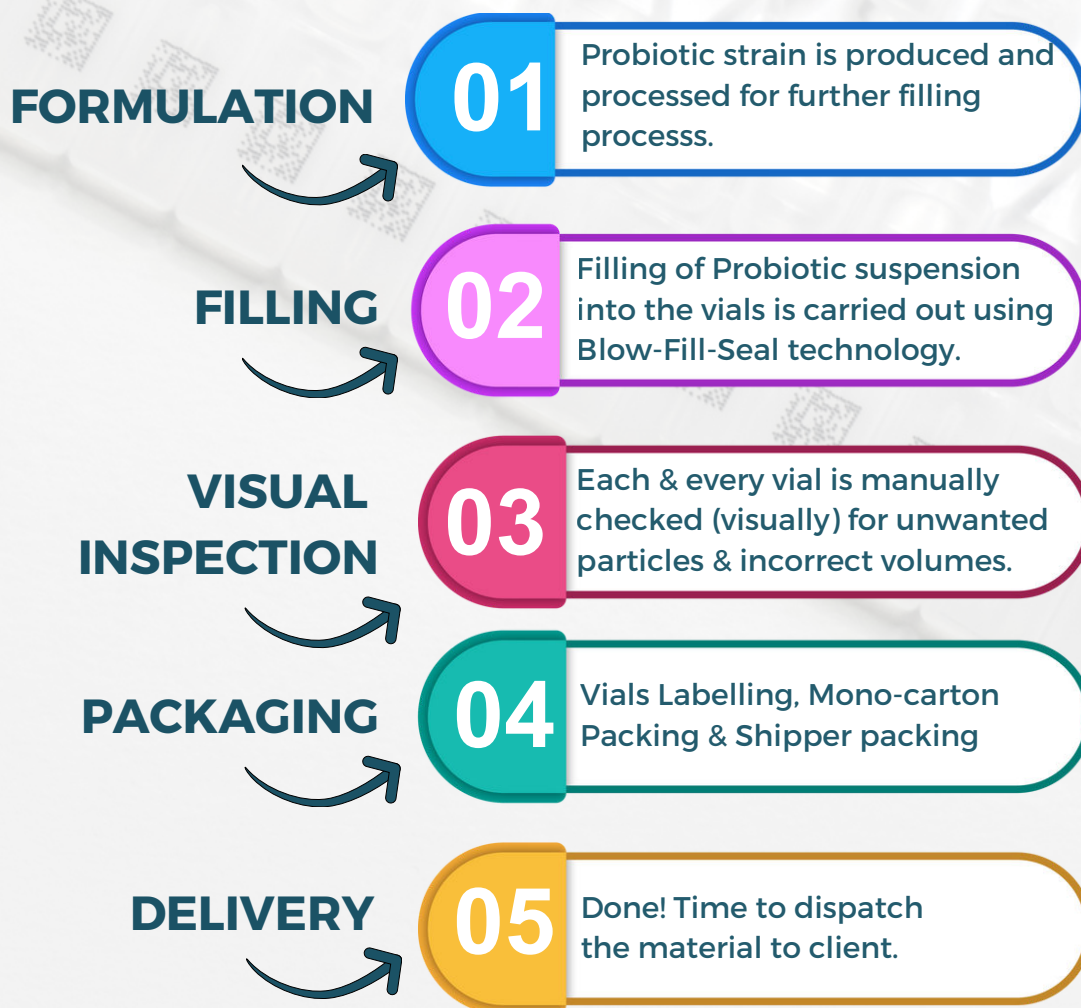 FORMULATION
01
Probiotic strain is produced and
processed for further filling
processs.
FILLING
02
Filling of Probiotic suspension
into the vials is carried out using
Blow-Fill-Seal technology.
VISUAL
INSPECTION
03
Each & every vial is manually
checked (visually) for unwanted
particles & incorrect volumes.
PACKAGING
04
Vials Labelling, Mono-carton
Packing & Shipper packing
DELIVERY
05
Done! Time to dispatch
the material to client.